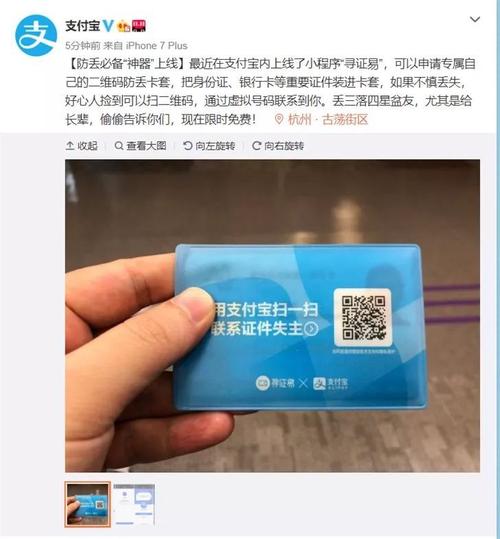 支付宝
5分钟前 来自 iPhone 7 Plus
【防丢必备“神器”上线】最近在支付宝内上线了小程序“寻证易”，可以申请专属自
己的二维码防丢卡套，把身份证、银行卡等重要证件装进卡套，如果不慎丢失，
好心人捡到可以扫二维码，通过虚拟号码联系到你。丢三落四星盆友，尤其是给
长辈，偷偷告诉你们，现在限时免费！ 杭州·古荡街区
收起 查看大图 向左旋转 向右旋转
用支付宝扫一扫
联系证件失主
寻证易 × 支付宝
ALIPAY